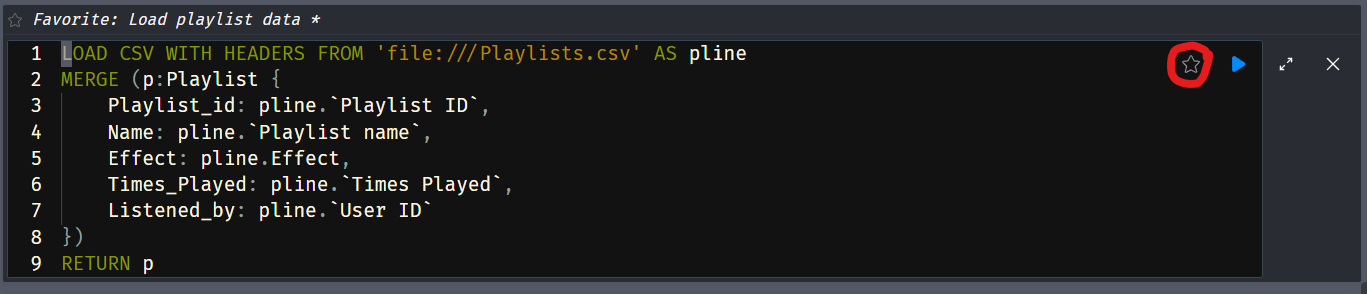 Favorite: Load playlist data *
1 LOAD CSV WITH HEADERS FROM 'file:///Playlists.csv' AS pline
2 MERGE (p:Playlist {
3     Playlist_id: pline.`Playlist ID`,
4     Name: pline.`Playlist name`,
5     Effect: pline.Effect,
6     Times_Played: pline.`Times Played`,
7     Listened_by: pline.`User ID`
8 })
9 RETURN p